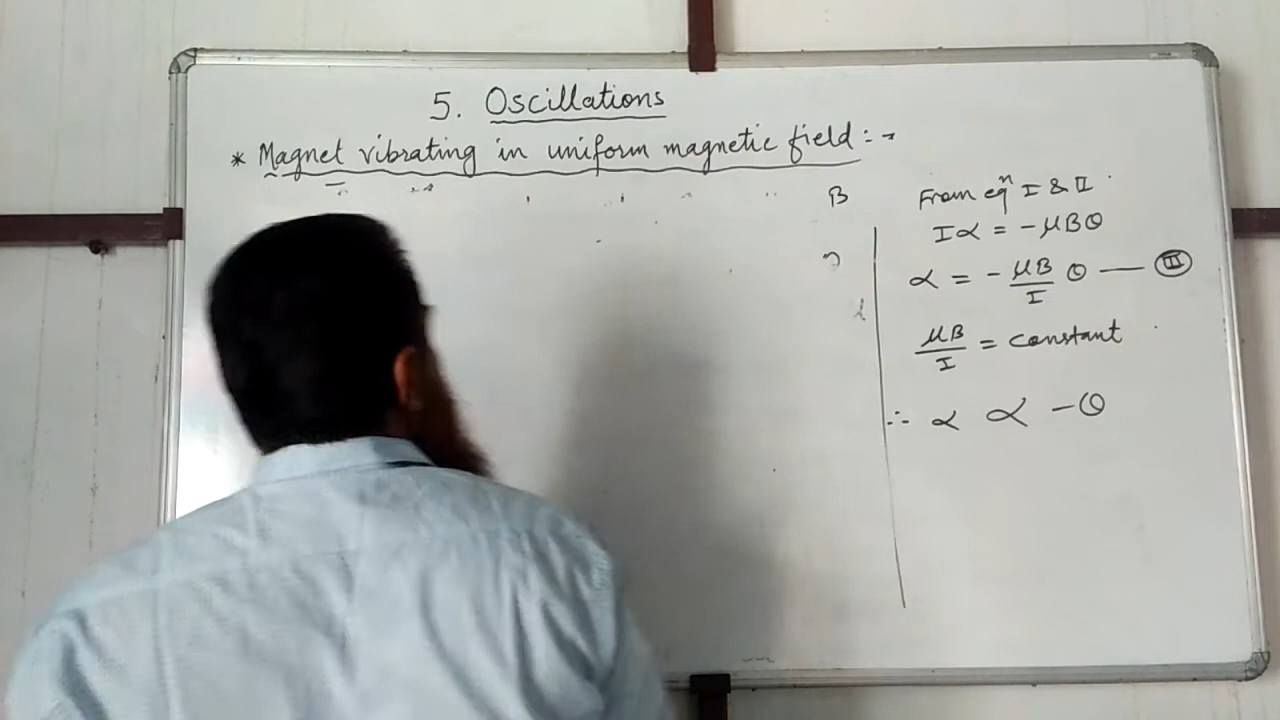 5. Oscillations
* Magnet vibrating in uniform magnetic field :-
B
From eqⁿ I & II
Iα = -μBθ
α = - μB/I θ — III
μB/I = constant
∴ α ∝ -θ